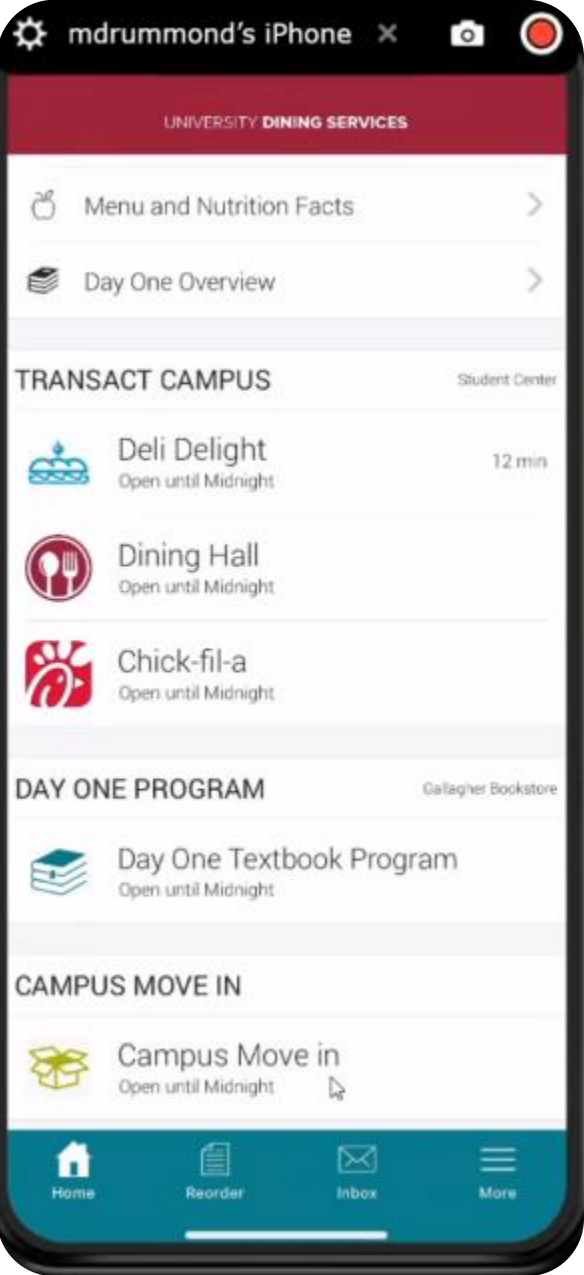 mdrummond's iPhone
UNIVERSITY DINING SERVICES
Menu and Nutrition Facts
Day One Overview
TRANSACT CAMPUS
Student Center
Deli Delight
Open until Midnight
12 min
Dining Hall
Open until Midnight
Chick-fil-a
Open until Midnight
DAY ONE PROGRAM
Gallagher Bookstore
Day One Textbook Program
Open until Midnight
CAMPUS MOVE IN
Campus Move in
Open until Midnight
Home
Reorder
Inbox
More